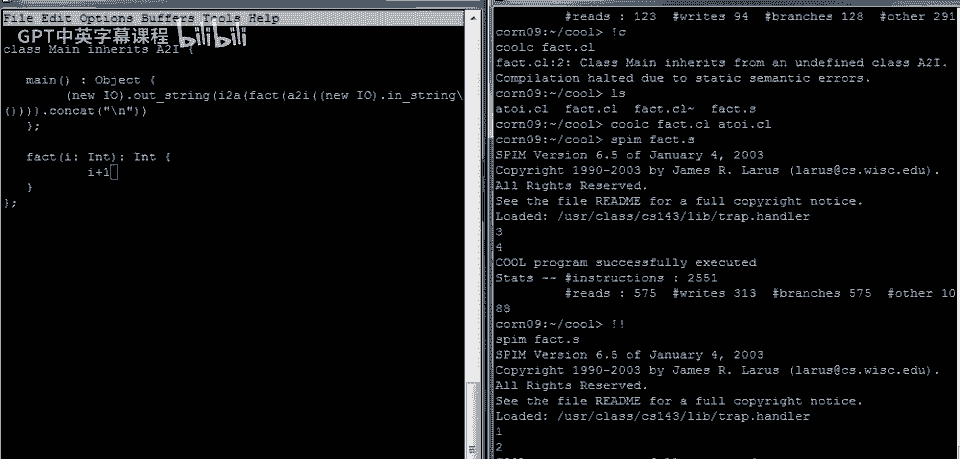 File Edit Options Buffers Tools Help
GPT中英字幕课程 bilibili
class Main inherits A2I {
main() : Object {
(new IO).out_string(i2a(fact(a2i((new IO).in_string\
()))).concat("\n"))
};
fact(i: Int): Int {
i+1
}
};
#reads : 123 #writes 94 #branches 128 #other 291
corn09:~/cool> !c
coolc fact.cl
fact.cl:2: Class Main inherits from an undefined class A2I.
Compilation halted due to static semantic errors.
corn09:~/cool> ls
atoi.cl fact.cl fact.cl~ fact.s
corn09:~/cool> coolc fact.cl atoi.cl
corn09:~/cool> spim fact.s
SPIM Version 6.5 of January 4, 2003
Copyright 1990-2003 by James R. Larus (larus@cs.wisc.edu).
All Rights Reserved.
See the file README for a full copyright notice.
Loaded: /usr/class/cs143/lib/trap.handler
3
4
COOL program successfully executed
Stats -- #instructions : 2551
#reads : 575 #writes 313 #branches 575 #other 10
88
corn09:~/cool> !!
spim fact.s
SPIM Version 6.5 of January 4, 2003
Copyright 1990-2003 by James R. Larus (larus@cs.wisc.edu).
All Rights Reserved.
See the file README for a full copyright notice.
Loaded: /usr/class/cs143/lib/trap.handler
1
2